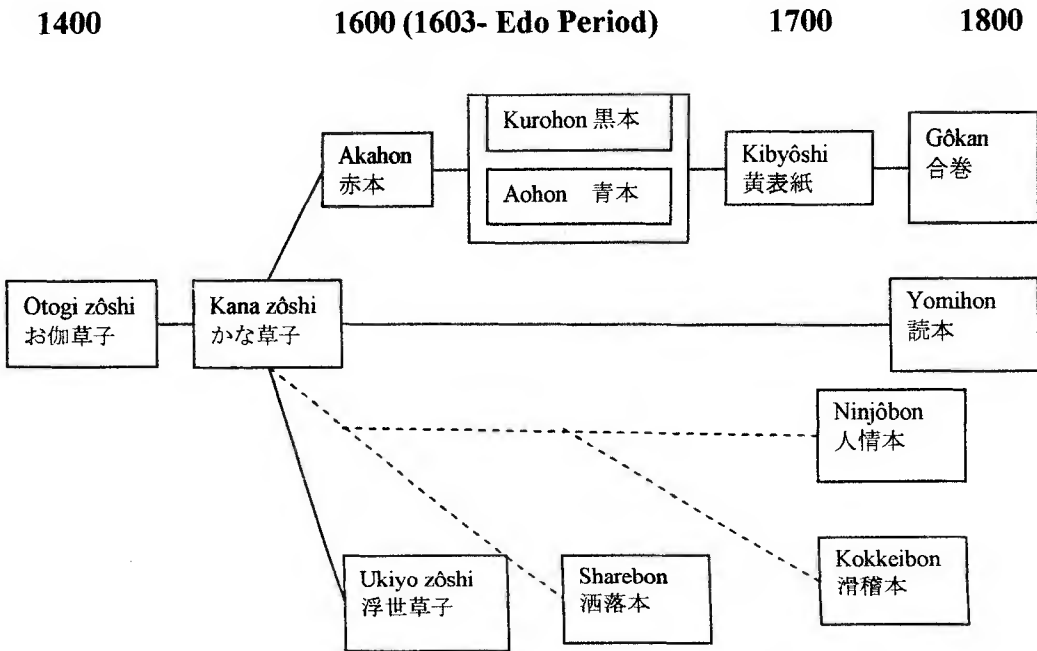 1400 1600 (1603- Edo Period) 1700 1800
Kurohon 黒本
Akahon
赤本
Aohon 青本
Kibyôshi
黄表紙
Gôkan
合巻
Otogi zôshi
お伽草子
Kana zôshi
かな草子
Yomihon
読本
Ninjôbon
人情本
Ukiyo zôshi
浮世草子
Sharebon
洒落本
Kokkeibon
滑稽本